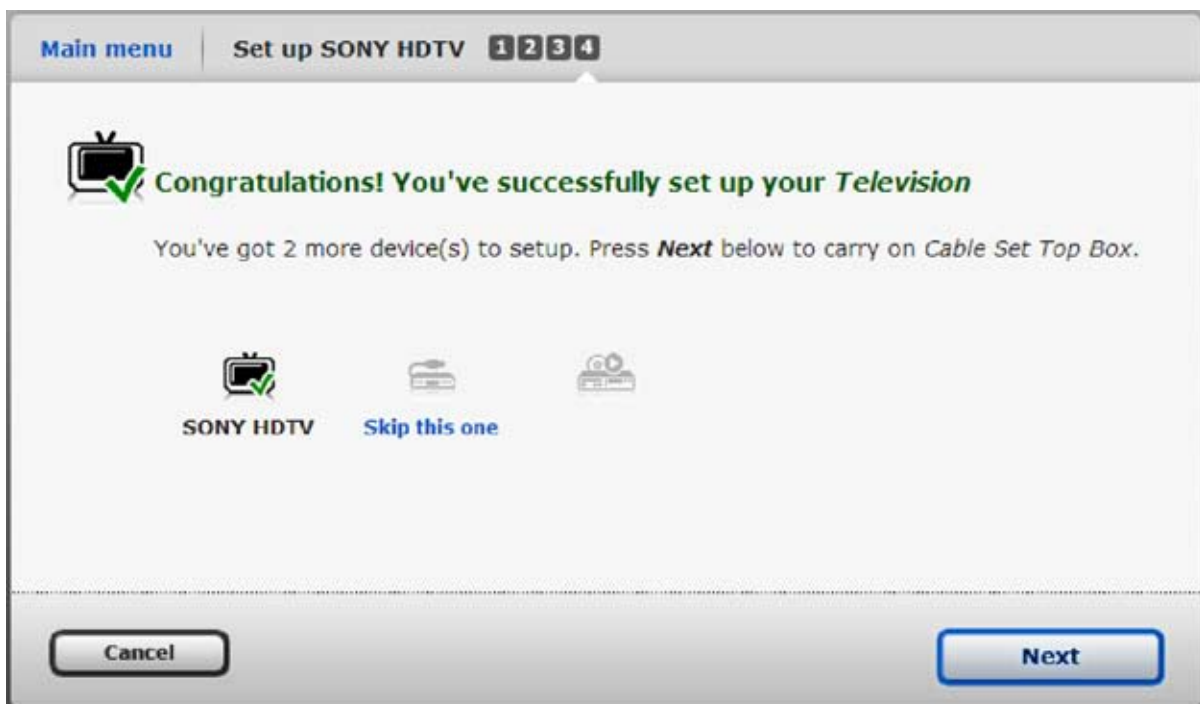 Main menu Set up SONY HDTV 1 2 3 4
Congratulations! You've successfully set up your Television
You've got 2 more device(s) to setup. Press Next below to carry on Cable Set Top Box.
SONY HDTV Skip this one
Cancel Next